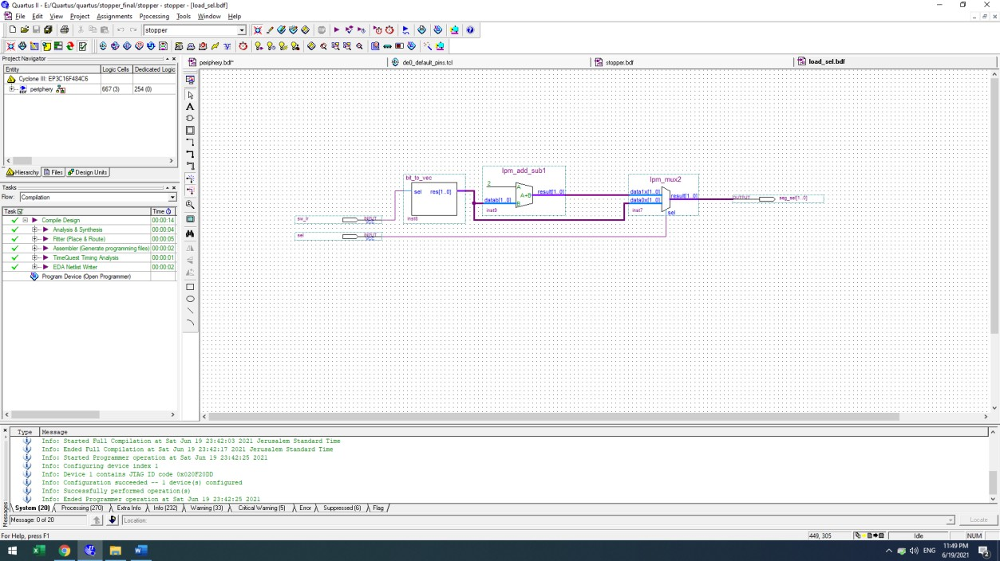 Quartus II - E:/Quartus/quartus/stopper_final/stopper - stopper - [load_sel.bdf]
File Edit View Project Assignments Processing Tools Window Help
stopper
Project Navigator
Entity Logic Cells Dedicated Logic
Cyclone III: EP3C16F484C6
periphery 667 (3) 254 (0)
Hierarchy Files Design Units
Tasks
Flow: Compilation
Task Time
Compile Design 00:00:14
Analysis & Synthesis 00:00:04
Fitter (Place & Route) 00:00:05
Assembler (Generate programming files) 00:00:02
TimeQuest Timing Analysis 00:00:01
EDA Netlist Writer 00:00:02
Program Device (Open Programmer)
periphery.bdf* de0_default_pins.tcl stopper.bdf load_sel.bdf
bit_to_vec
sel res[1..0]
inst8
lpm_add_sub1
2
A
A+B
B
datab[1..0]
result[1..0]
inst9
lpm_mux2
data1x[1..0]
data0x[1..0]
result[1..0]
sel
inst7
sw_lr INPUT VCC
sel INPUT VCC
OUTPUT seg_sel[1..0]
Type Message
Info: Started Full Compilation at Sat Jun 19 23:42:03 2021 Jerusalem Standard Time
Info: Ended Full Compilation at Sat Jun 19 23:42:17 2021 Jerusalem Standard Time
Info: Started Programmer operation at Sat Jun 19 23:42:25 2021
Info: Configuring device index 1
Info: Device 1 contains JTAG ID code 0x020F20DD
Info: Configuration succeeded -- 1 device(s) configured
Info: Successfully performed operation(s)
Info: Ended Programmer operation at Sat Jun 19 23:42:25 2021
System (20) Processing (270) Extra Info Info (232) Warning (33) Critical Warning (5) Error Suppressed (6) Flag
Messages
Message: 0 of 20 Location: Locate
For Help, press F1 449, 305 Idle NUM
ENG 11:49 PM
6/19/2021 2